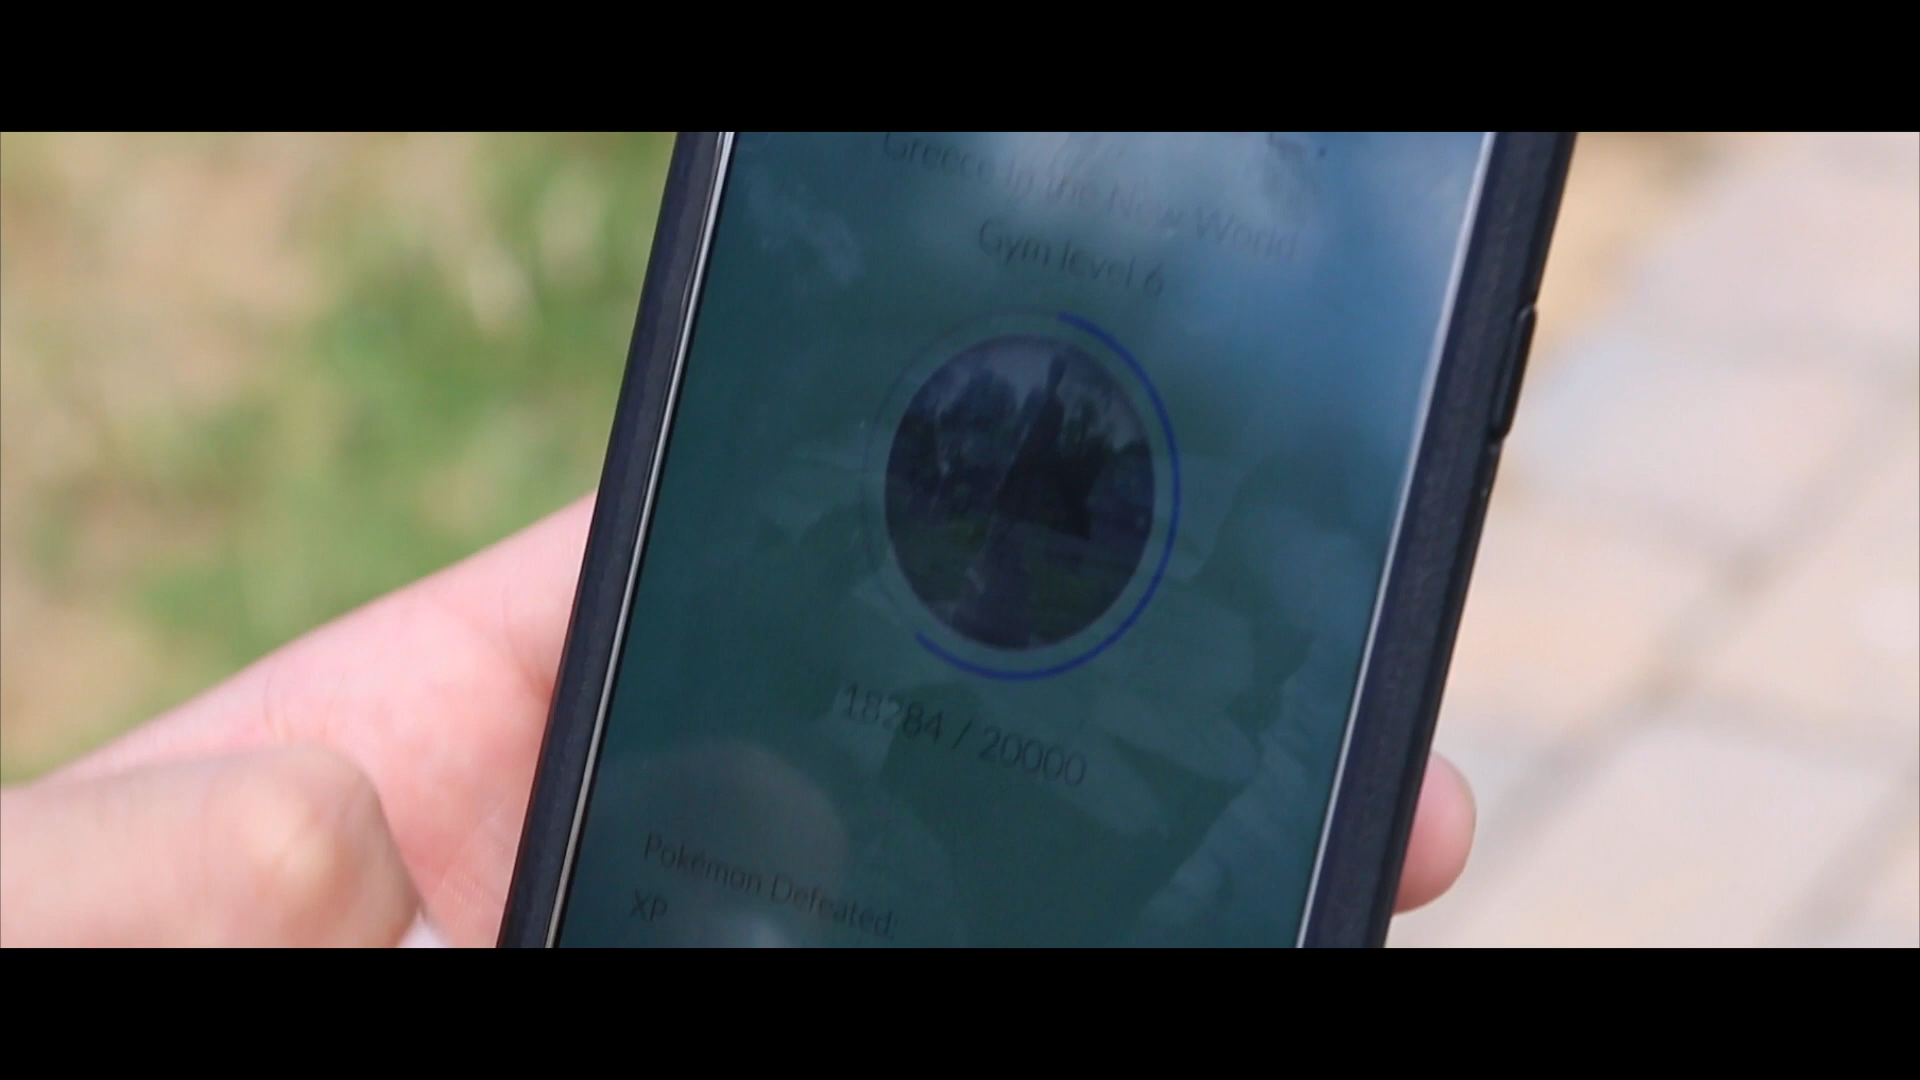 Greece In the New World
Gym level 6
18284 / 20000
Pokémon Defeated:
XP